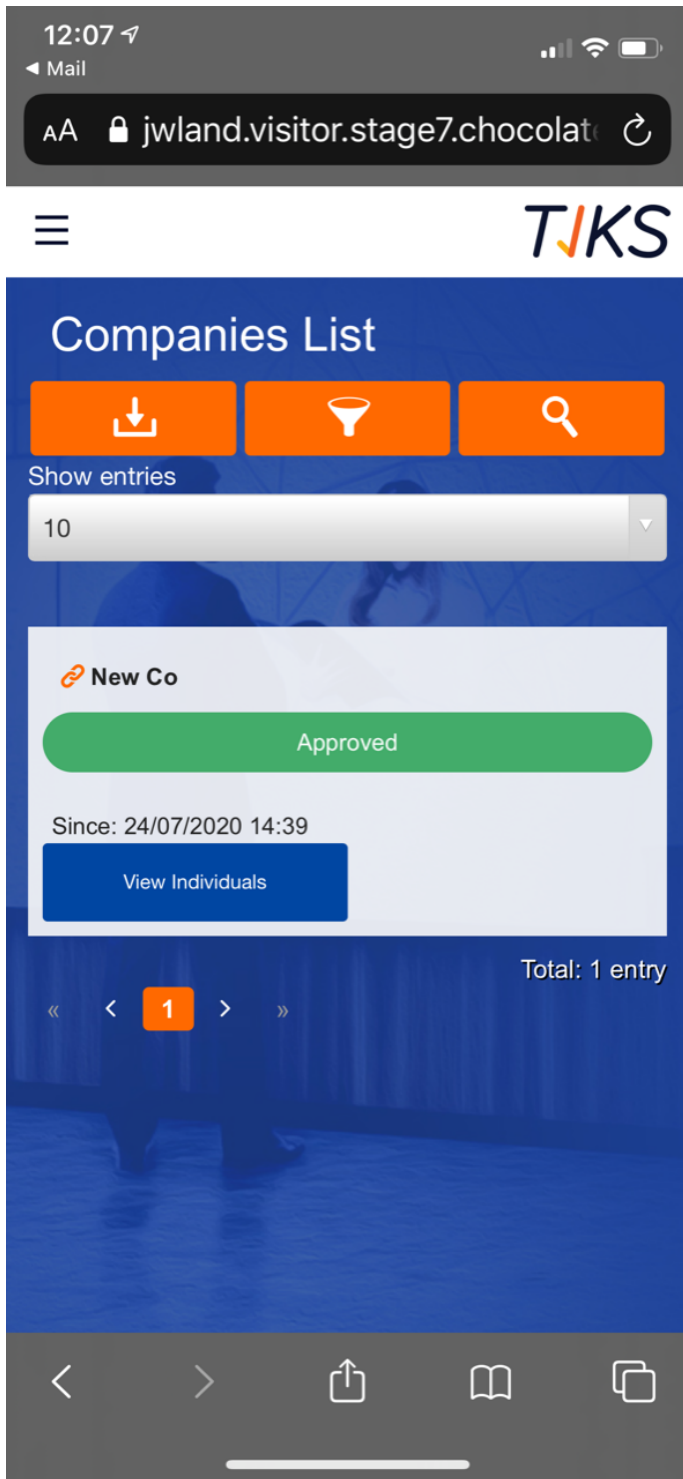 12:07
Mail
AA jwland.visitor.stage7.chocolat
TIKS
Companies List
Show entries
10
New Co
Approved
Since: 24/07/2020 14:39
View Individuals
Total: 1 entry
« < 1 > »